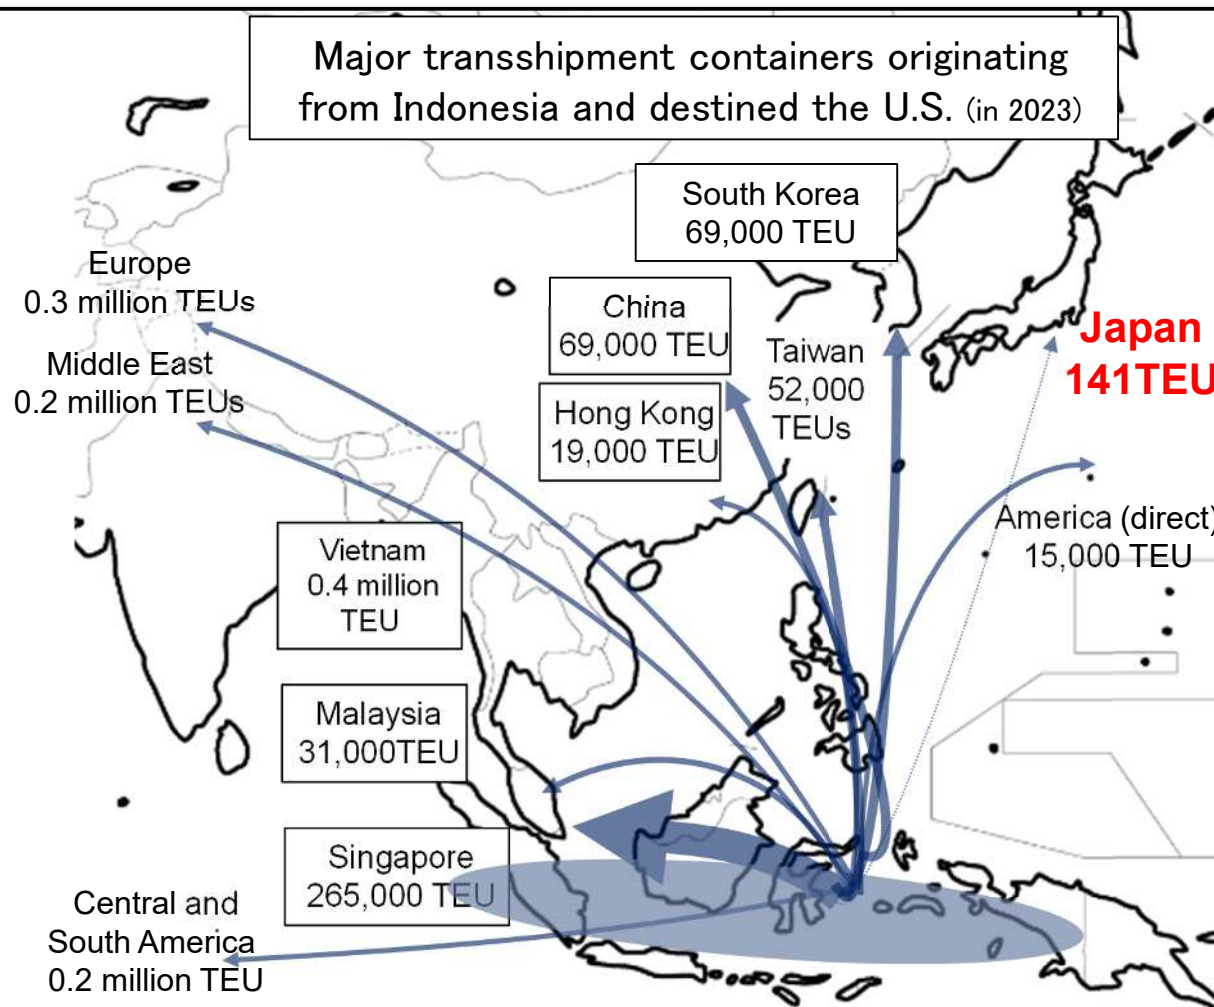 Major transshipment containers originating
from Indonesia and destined the U.S. (in 2023)
South Korea
69,000 TEU
Europe
0.3 million TEUs
China
69,000 TEU
Japan
141TEU
Taiwan
52,000
TEUs
Middle East
0.2 million TEUs
Hong Kong
19,000 TEU
America (direct)
15,000 TEU
Vietnam
0.4 million
TEU
Malaysia
31,000TEU
Singapore
265,000 TEU
Central and
South America
0.2 million TEU